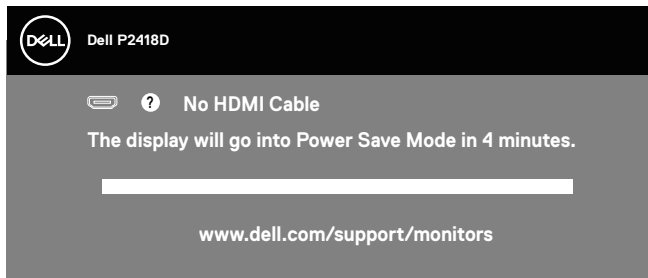 DELL
Dell P2418D
? No HDMI Cable
The display will go into Power Save Mode in 4 minutes.
www.dell.com/support/monitors